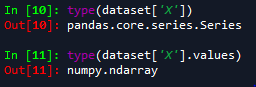 In [10]: type(dataset['X'])
Out[10]: pandas.core.series.Series
In [11]: type(dataset['X'].values)
Out[11]: numpy.ndarray